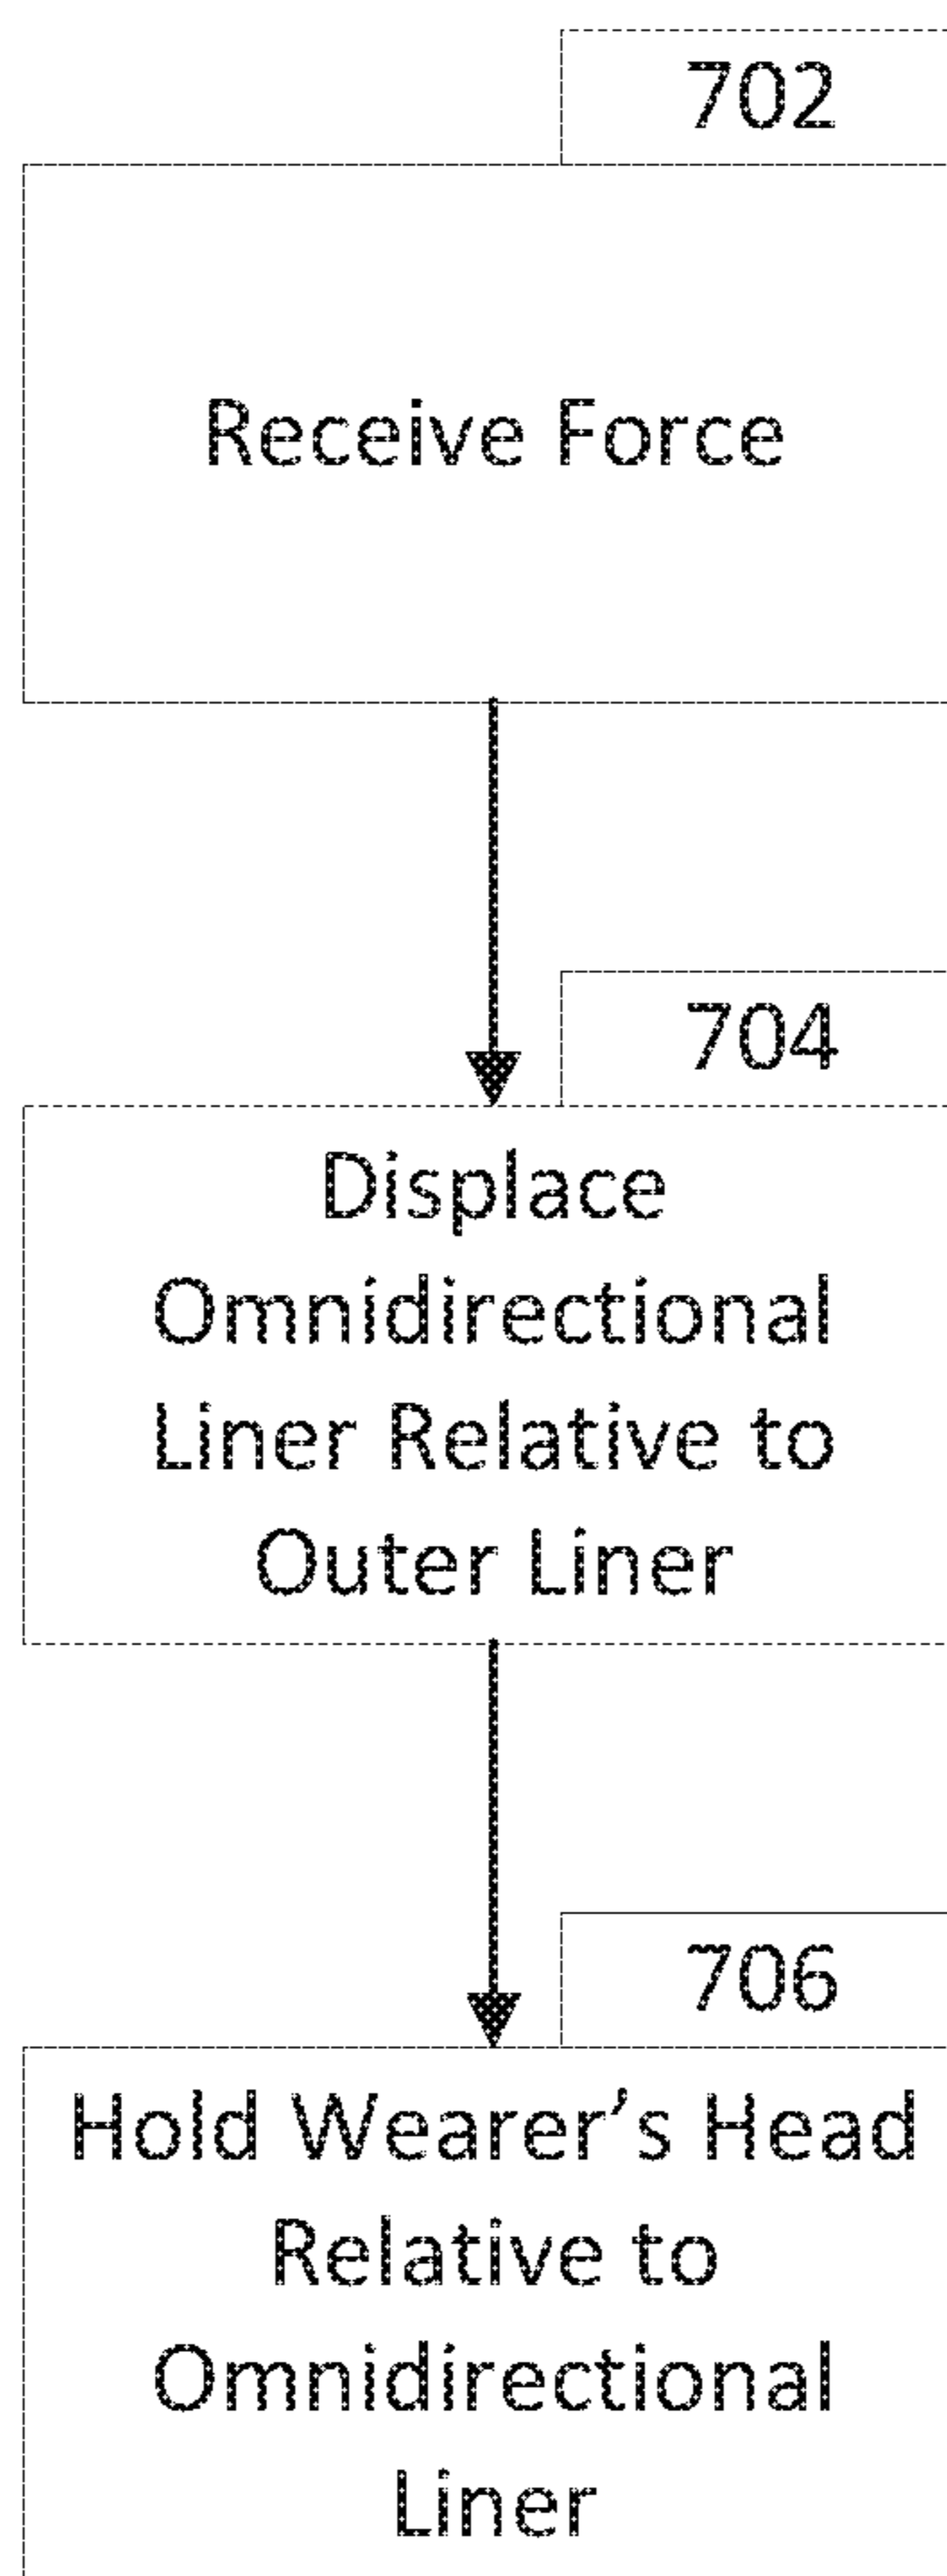 702
Receive Force
704
Displace
Omnidirectional
Liner Relative to
Outer Liner
706
Hold Wearer’s Head
Relative to
Omnidirectional
Liner